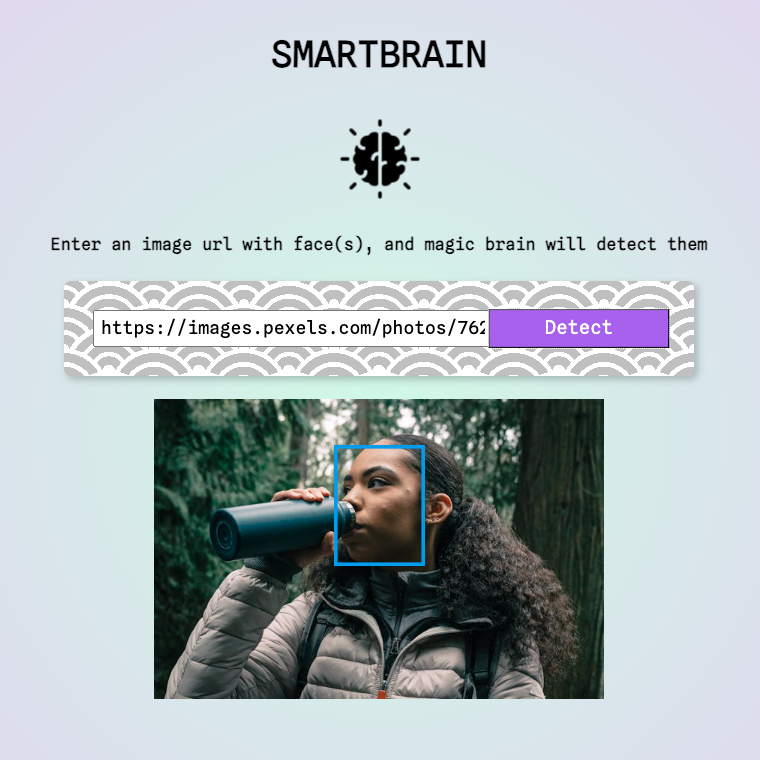 SMARTBRAIN
Enter an image url with face(s), and magic brain will detect them
https://images.pexels.com/photos/762
Detect